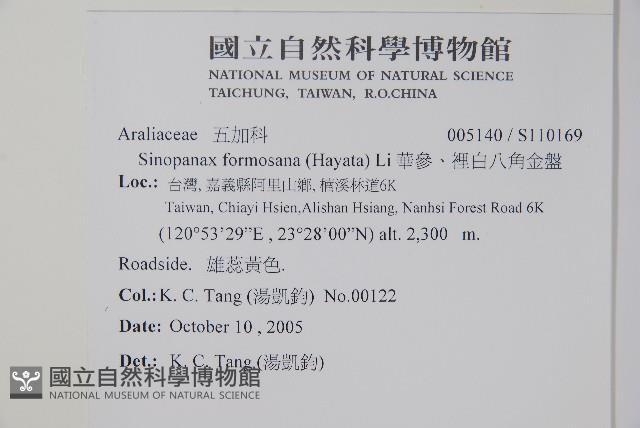 國立自然科學博物館
NATIONAL MUSEUM OF NATURAL SCIENCE
TAICHUNG, TAIWAN, R.O.CHINA
Araliaceae 五加科 005140 / S110169
Sinopanax formosana (Hayata) Li 華參、裡白八角金盤
Loc.: 台灣, 嘉義縣阿里山鄉, 楠溪林道6K
Taiwan, Chiayi Hsien,Alishan Hsiang, Nanhsi Forest Road 6K
(120°53’29”E , 23°28’00”N) alt. 2,300 m.
Roadside. 雄蕊黃色.
Col.: K. C. Tang (湯凱鈞) No.00122
Date: October 10 , 2005
Det.: K. C. Tang (湯凱鈞)
國立自然科學博物館
NATIONAL MUSEUM OF NATURAL SCIENCE